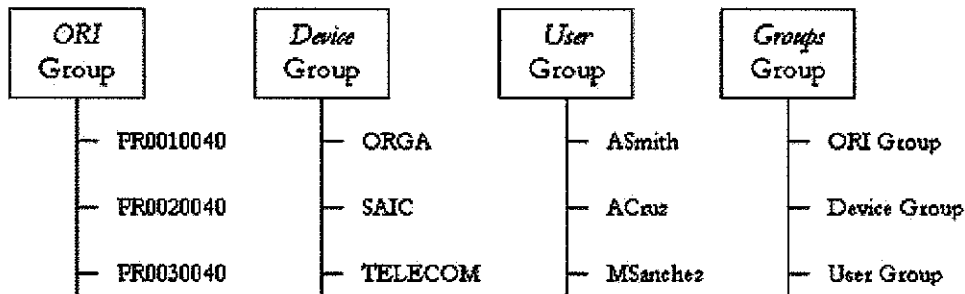 ORI Group
Device Group
User Group
Groups Group
PR0010040
ORGA
ASmith
ORI Group
PR0020040
SAIC
ACruz
Device Group
PR0030040
TELECOM
MSanchez
User Group